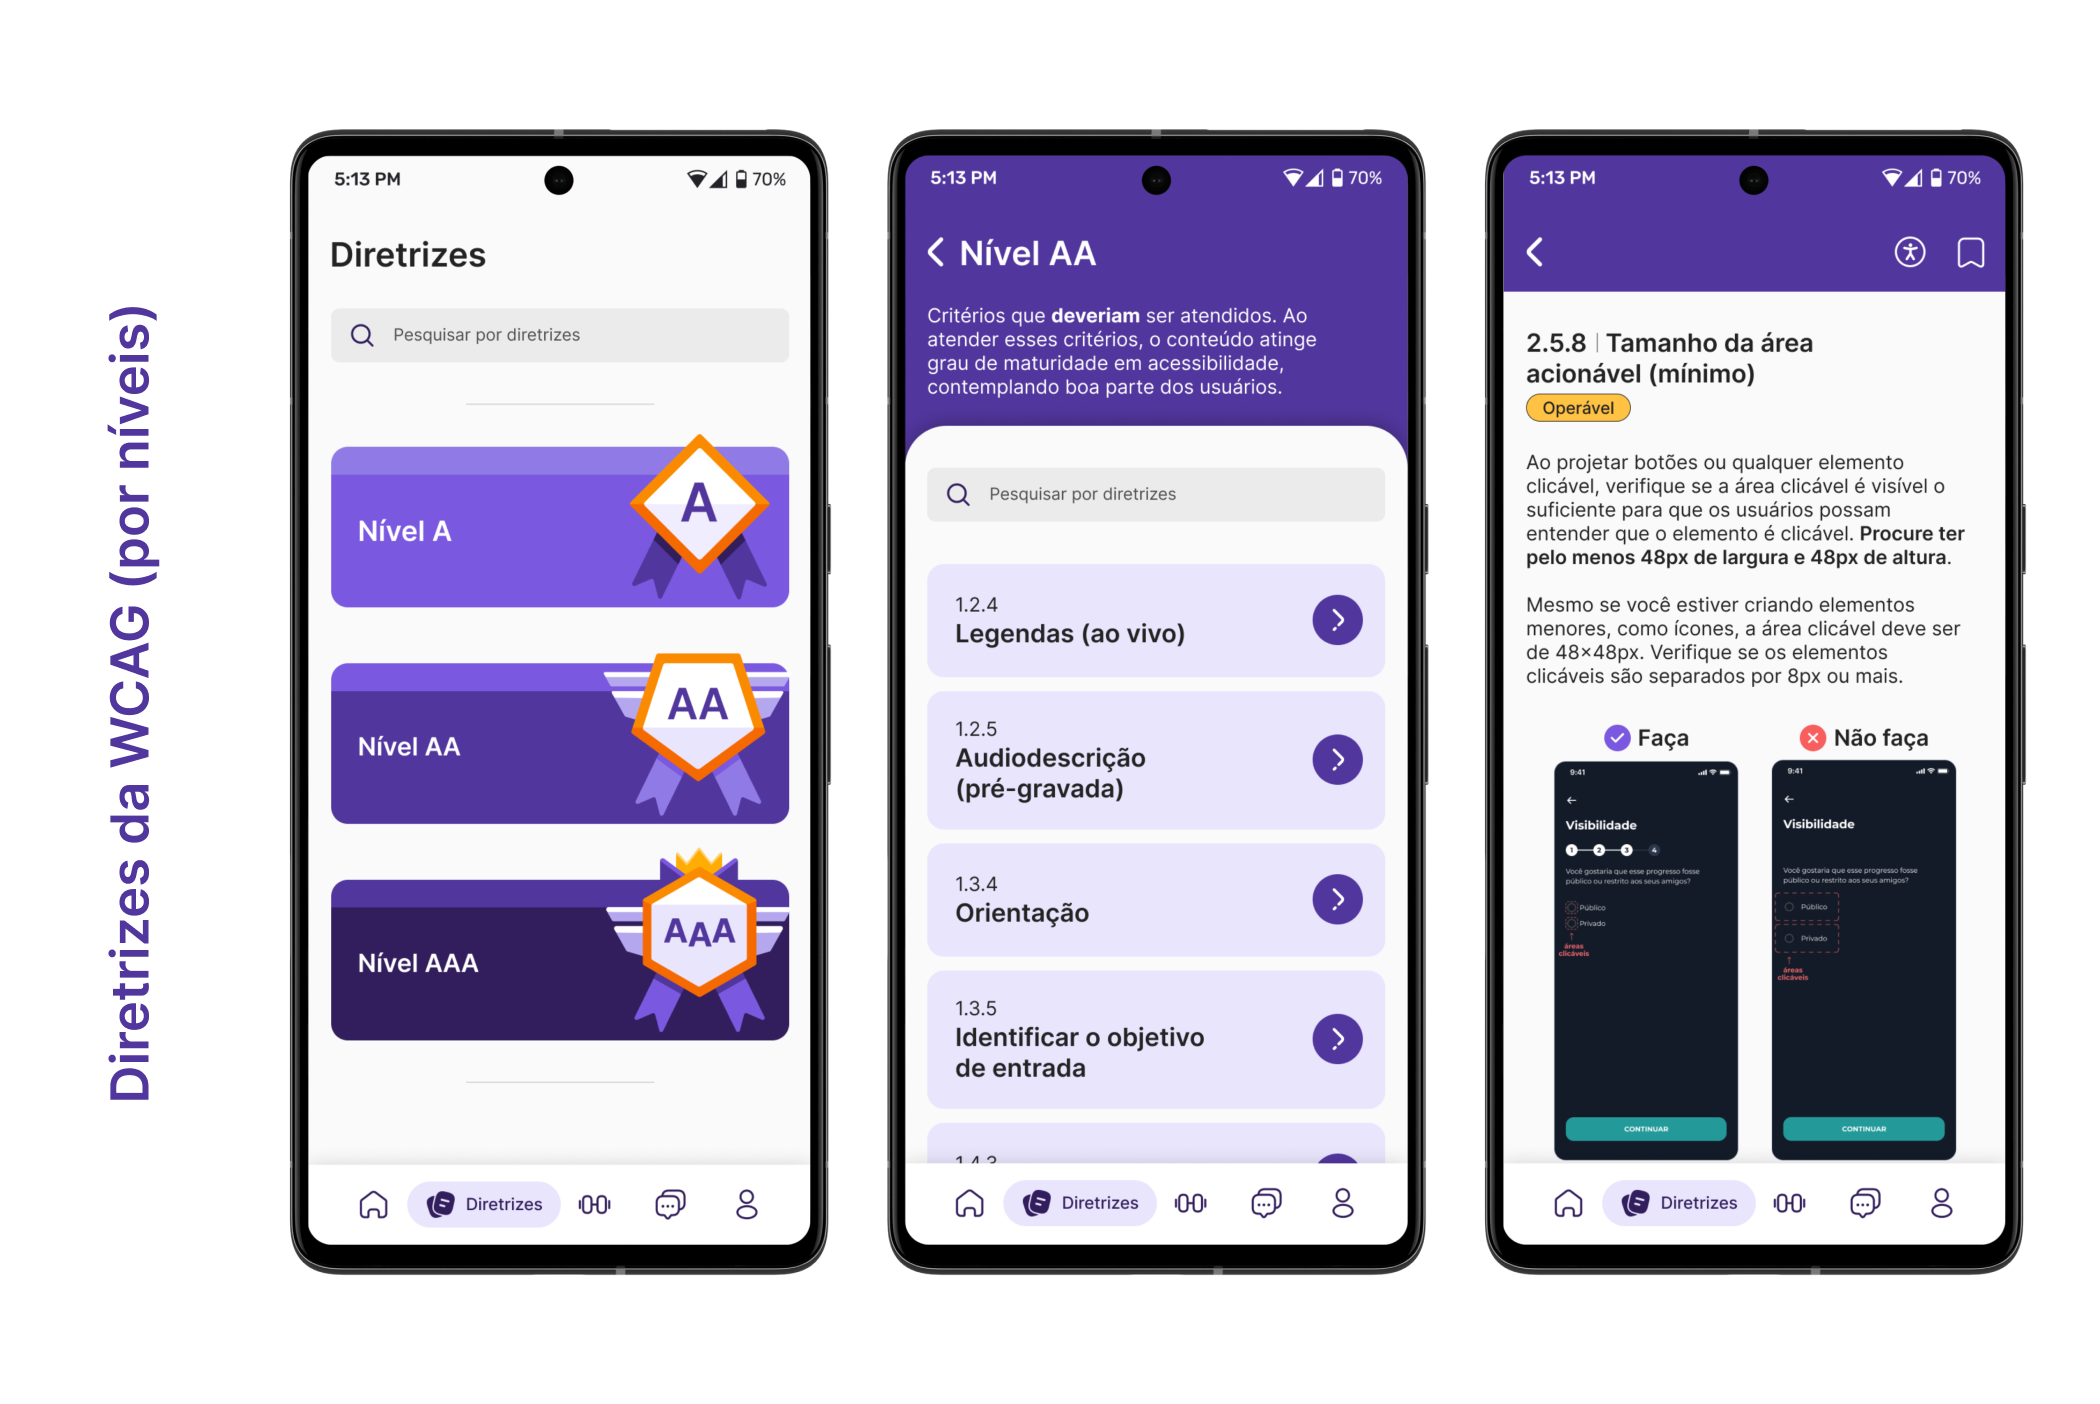 Diretrizes da WCAG (por níveis)
5:13 PM
70%
Diretrizes
Pesquisar por diretrizes
Nível A
A
Nível AA
AA
Nível AAA
AAA
Diretrizes
5:13 PM
70%
Nível AA
Critérios que deveriam ser atendidos. Ao
atender esses critérios, o conteúdo atinge
grau de maturidade em acessibilidade,
contemplando boa parte dos usuários.
Pesquisar por diretrizes
1.2.4
Legendas (ao vivo)
1.2.5
Audiodescrição
(pré-gravada)
1.3.4
Orientação
1.3.5
Identificar o objetivo
de entrada
1.4.3
Diretrizes
5:13 PM
70%
2.5.8 | Tamanho da área
acionável (mínimo)
Operável
Ao projetar botões ou qualquer elemento
clicável, verifique se a área clicável é visível o
suficiente para que os usuários possam
entender que o elemento é clicável. Procure ter
pelo menos 48px de largura e 48px de altura.
Mesmo se você estiver criando elementos
menores, como ícones, a área clicável deve ser
de 48×48px. Verifique se os elementos
clicáveis são separados por 8px ou mais.
Faça
9:41
Visibilidade
1 2 3 4
Você gostaria que esse progresso fosse
público ou restrito aos seus amigos?
Público
Privado
áreas
clicáveis
CONTINUAR
Não faça
9:41
Visibilidade
Você gostaria que esse progresso fosse
público ou restrito aos seus amigos?
Público
Privado
áreas
clicáveis
CONTINUAR
Diretrizes